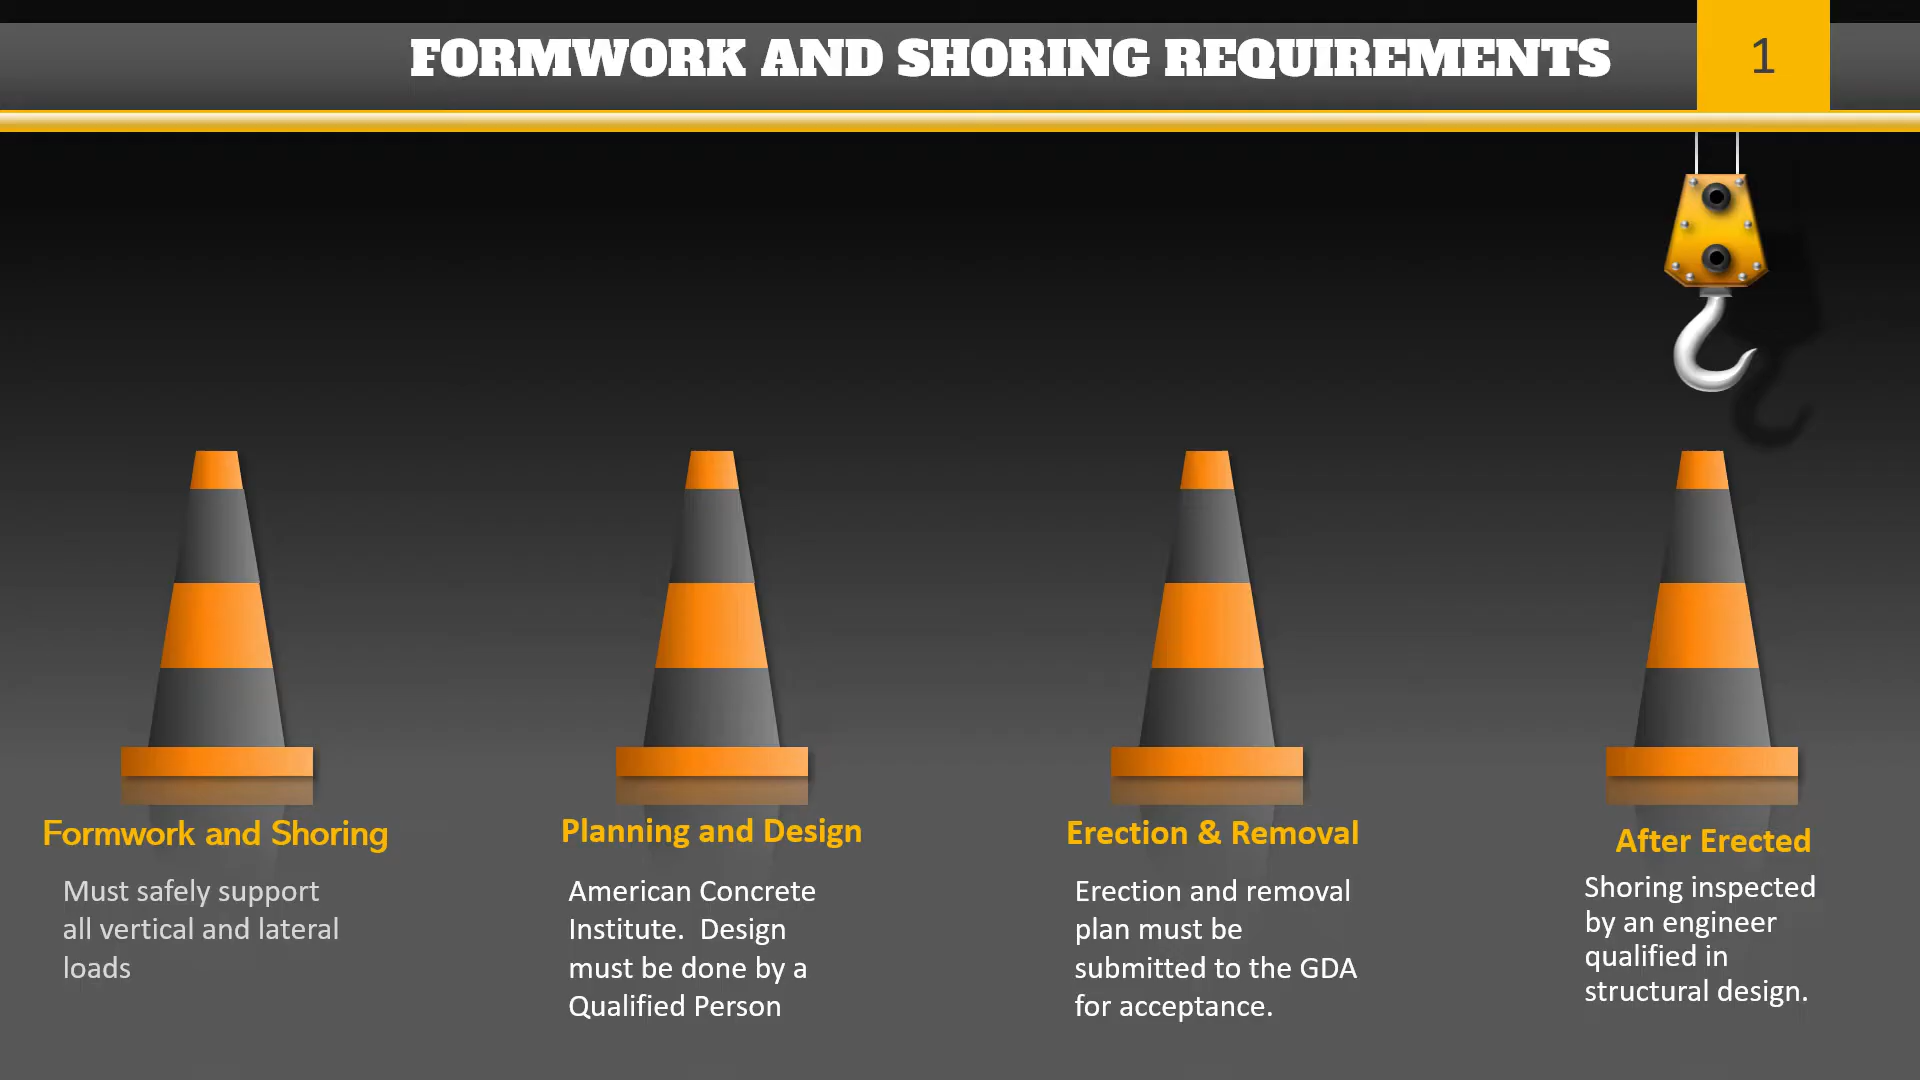 FORMWORK AND SHORING REQUIREMENTS
1
Formwork and Shoring
Must safely support
all vertical and lateral
loads
Planning and Design
American Concrete
Institute.  Design
must be done by a
Qualified Person
Erection & Removal
Erection and removal
plan must be
submitted to the GDA
for acceptance.
After Erected
Shoring inspected
by an engineer
qualified in
structural design.